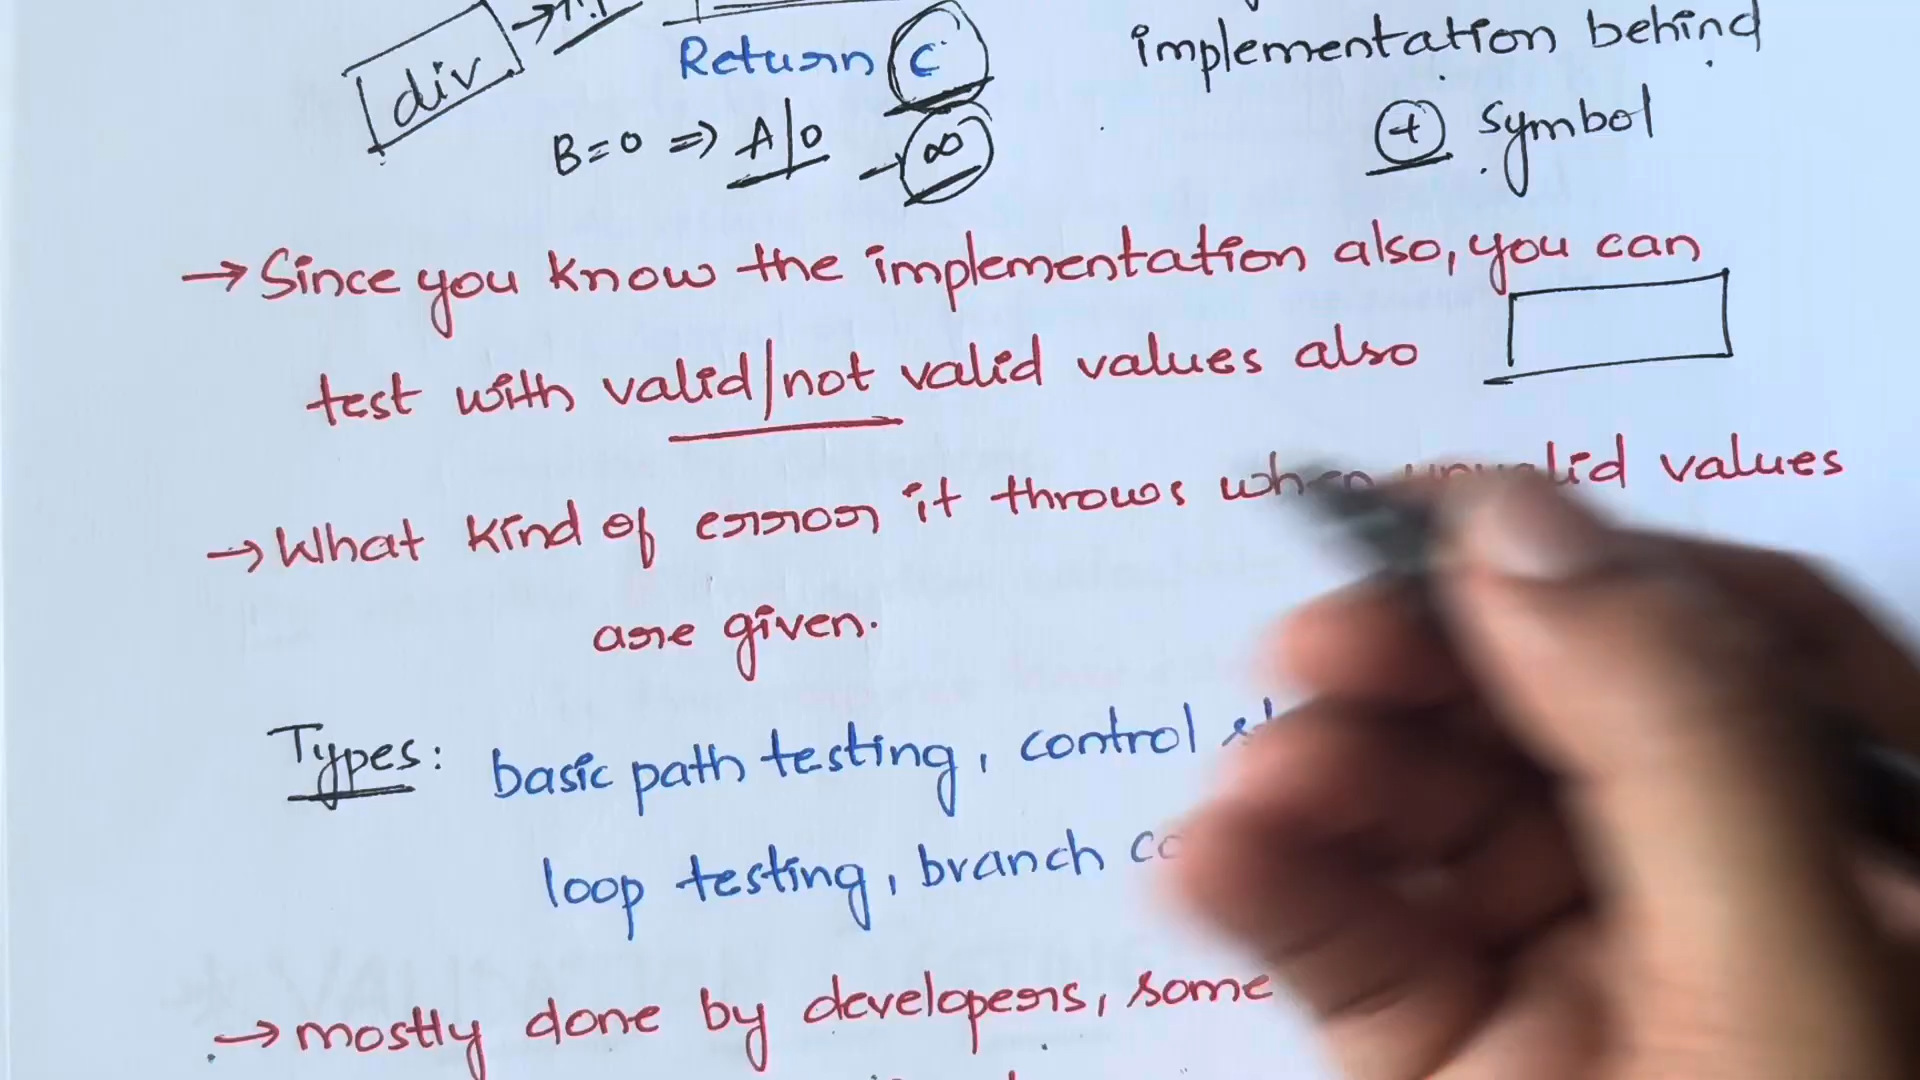 div →
Return C
B=0 => A/0 - ∞
implementation behind
+ symbol
→ Since you know the implementation also, you can
test with valid/not valid values also
→ What kind of error it throws when unvalid values
are given.
Types: basic path testing, control
loop testing, branch
→ mostly done by developers, some